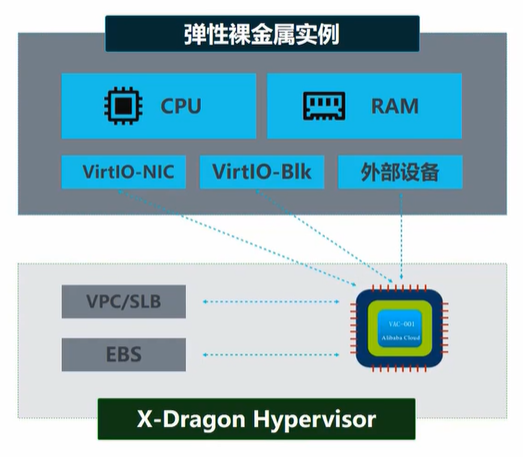 弹性裸金属实例
CPU
RAM
VirtIO-NIC
VirtIO-Blk
外部设备
VPC/SLB
YAC-001
Alibaba Cloud
EBS
X-Dragon Hypervisor